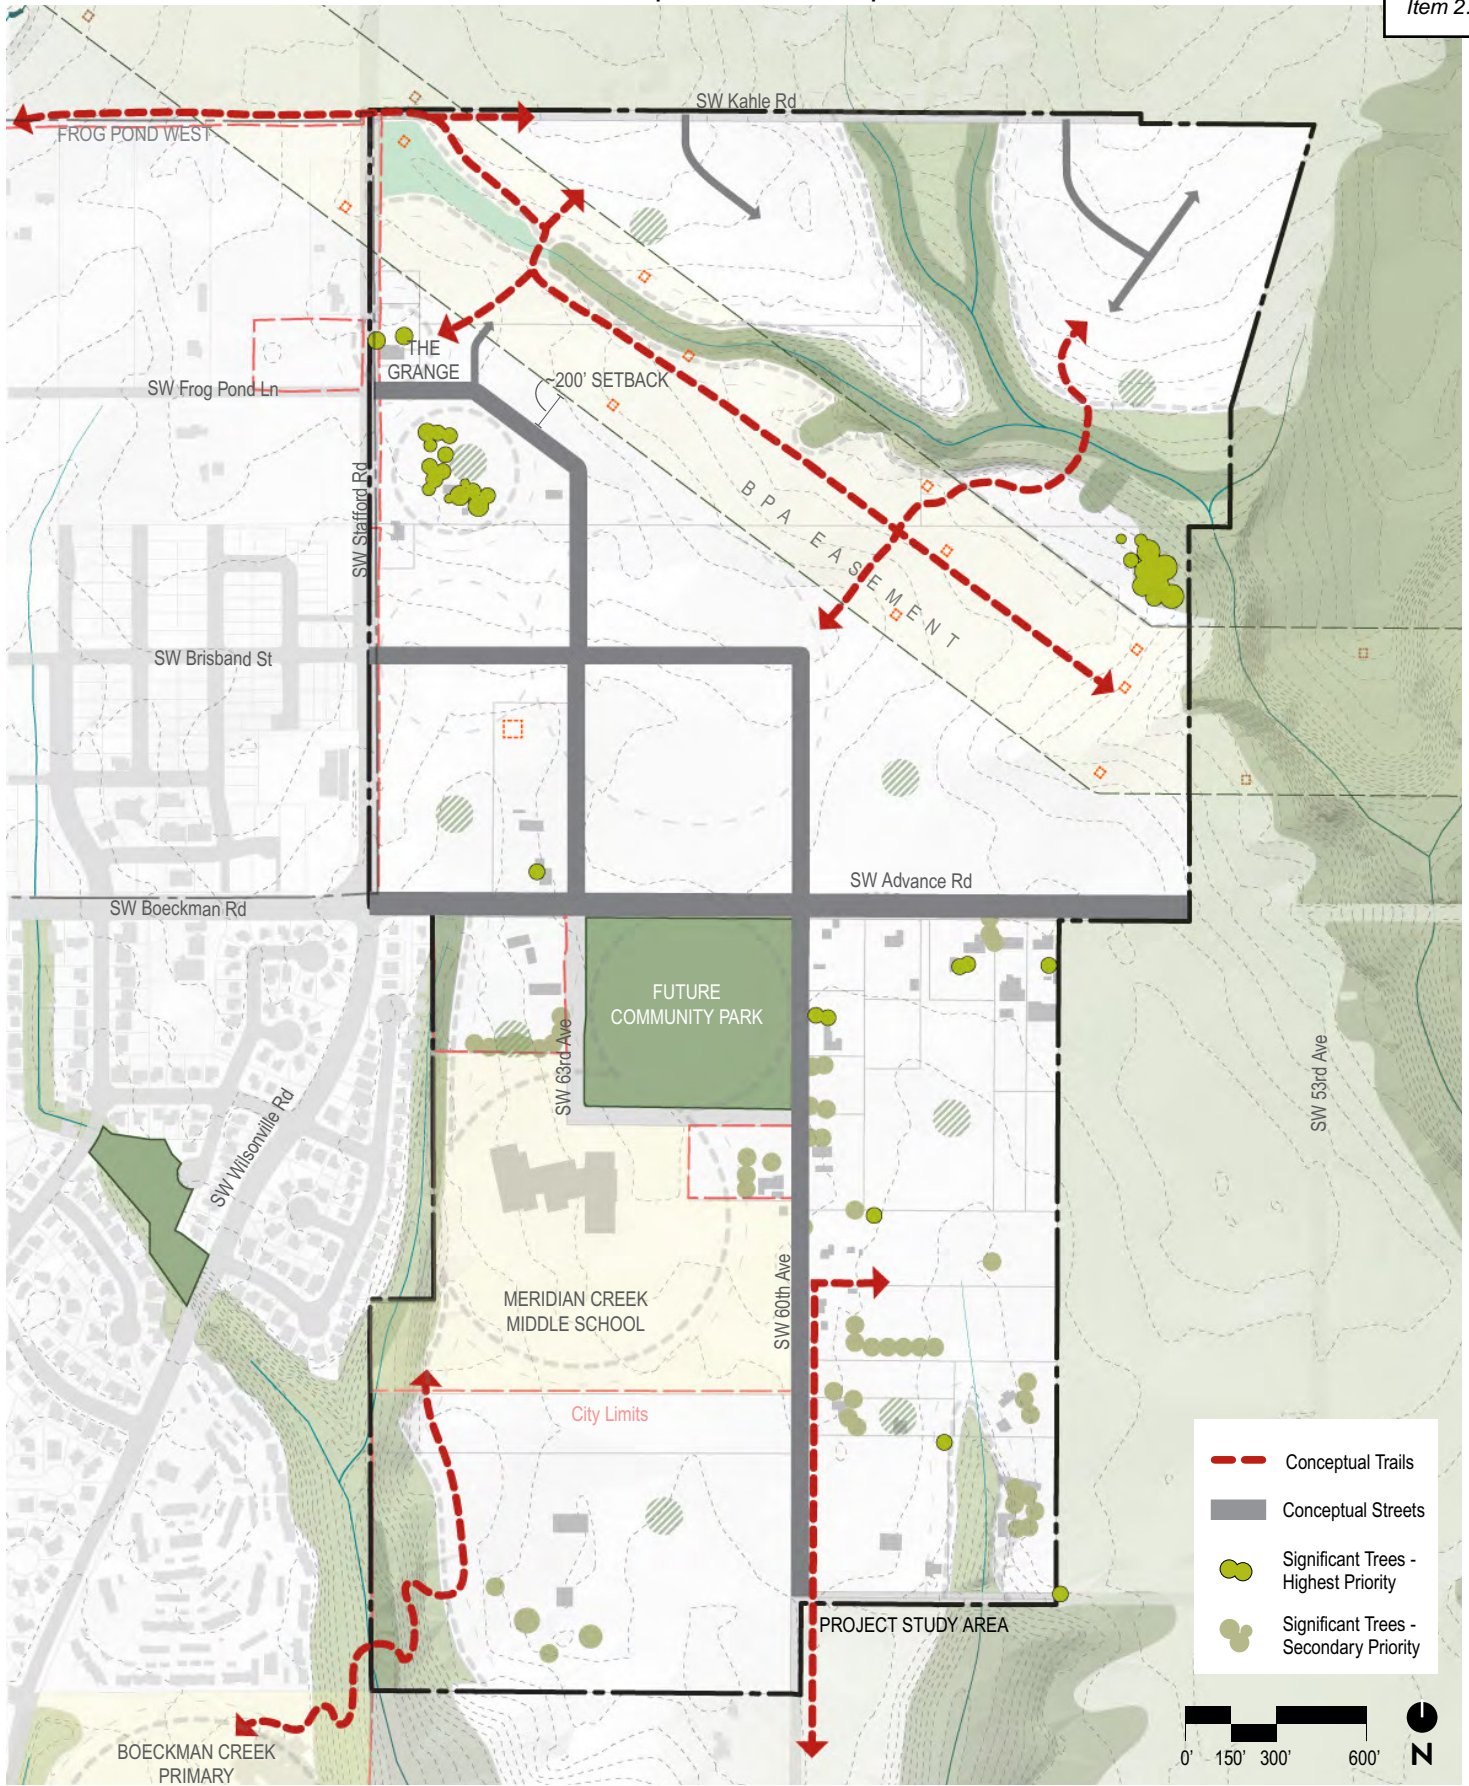 Item 2.
SW Kahle Rd
FROG POND WEST
THE
GRANGE
SW Frog Pond Ln
~200' SETBACK
SW Stafford Rd
BPA EASEMENT
SW Brisband St
SW Advance Rd
SW Boeckman Rd
FUTURE
COMMUNITY PARK
SW 63rd Ave
SW 53rd Ave
SW Wilsonville Rd
SW 60th Ave
MERIDIAN CREEK
MIDDLE SCHOOL
City Limits
Conceptual Trails
Conceptual Streets
Significant Trees -
Highest Priority
Significant Trees -
Secondary Priority
PROJECT STUDY AREA
BOECKMAN CREEK
PRIMARY
0' 150' 300' 600'
N